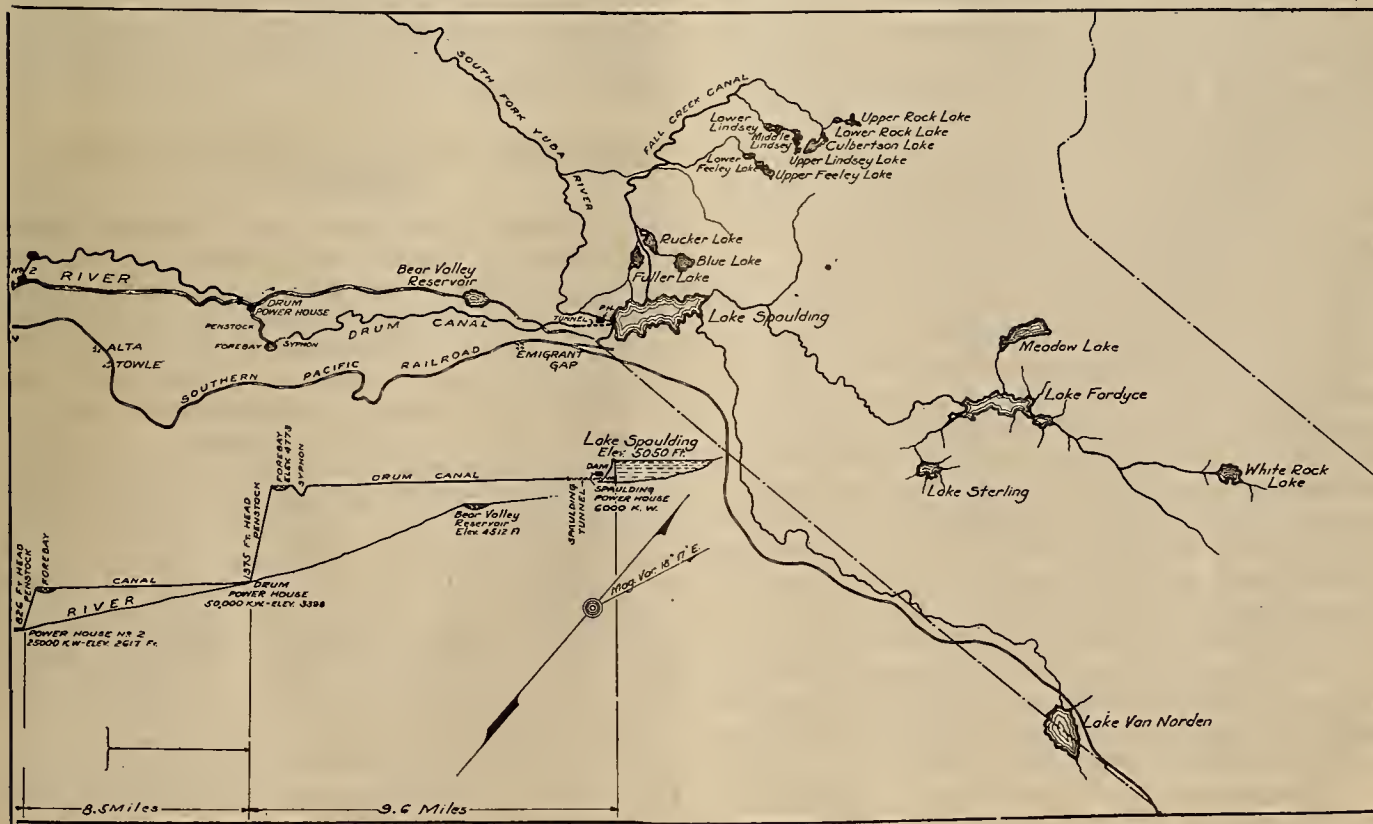 SOUTH FORK YUBA
RIVER
FALL CREEK CANAL
Upper Rock Lake
Lower
Lindsey
Middle
Lindsey
Lower Rock Lake
Culbertson Lake
Upper Lindsey Lake
Lower
Feeley Lake
Upper Feeley Lake
Rucker Lake
Blue Lake
Fuller Lake
Nº 2
RIVER
Bear Valley
Reservoir
DRUM
POWER HOUSE
PENSTOCK
FOREBAY
SYPHON
DRUM CANAL
TUNNEL
P.H.
Lake Spaulding
ALTA
TOWLE
SOUTHERN PACIFIC RAILROAD
EMIGRANT
GAP
Meadow Lake
Lake Fordyce
Lake Sterling
White Rock
Lake
Lake Van Norden
Lake Spaulding
Elev. 5050 Ft.
DAM
SPAULDING
POWER HOUSE
6000 K.W.
SPAULDING
TUNNEL
FOREBAY
ELEV. 4773
SYPHON
DRUM CANAL
1375 FT. HEAD
PENSTOCK
Bear Valley
Reservoir
Elev. 4512 Ft
826 FT HEAD
PENSTOCK
FOREBAY
CANAL
RIVER
DRUM
POWER HOUSE
50,000 K.W.-ELEV. 3398
POWER HOUSE Nº 2
25000 K.W-ELEV. 2617 FT.
Mag. Var. 18° 17' E.
8.5 Miles
9.6 Miles